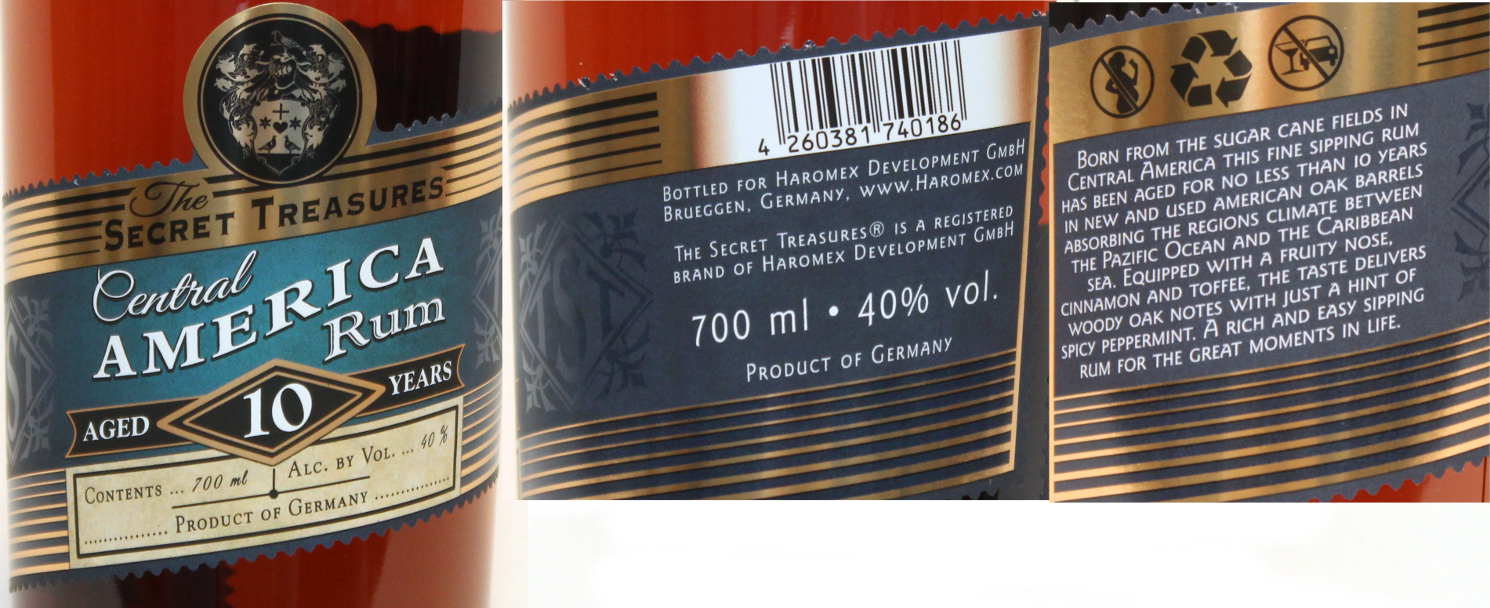 The
SECRET TREASURES
Central
AMERICA
Rum
AGED 10 YEARS
CONTENTS ... 700 ml ALC. BY VOL. ... 40 %
PRODUCT OF GERMANY
4 260381 740186
BOTTLED FOR HAROMEX DEVELOPMENT GMBH
BRUEGGEN, GERMANY, WWW.HAROMEX.COM
THE SECRET TREASURES® IS A REGISTERED
BRAND OF HAROMEX DEVELOPMENT GMBH
700 ml • 40% vol.
PRODUCT OF GERMANY
BORN FROM THE SUGAR CANE FIELDS IN
CENTRAL AMERICA THIS FINE SIPPING RUM
HAS BEEN AGED FOR NO LESS THAN 10 YEARS
IN NEW AND USED AMERICAN OAK BARRELS
ABSORBING THE REGIONS CLIMATE BETWEEN
THE PAZIFIC OCEAN AND THE CARIBBEAN
SEA. EQUIPPED WITH A FRUITY NOSE,
CINNAMON AND TOFFEE, THE TASTE DELIVERS
WOODY OAK NOTES WITH JUST A HINT OF
SPICY PEPPERMINT. A RICH AND EASY SIPPING
RUM FOR THE GREAT MOMENTS IN LIFE.